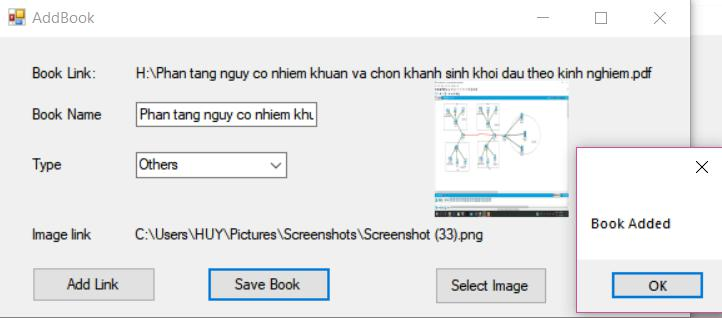 AddBook
Book Link: H:\Phan tang nguy co nhiem khuan va chon khanh sinh khoi dau theo kinh nghiem.pdf
Book Name Phan tang nguy co nhiem khu
Type Others
Book Added
Image link C:\Users\HUY\Pictures\Screenshots\Screenshot (33).png
Add Link Save Book Select Image OK